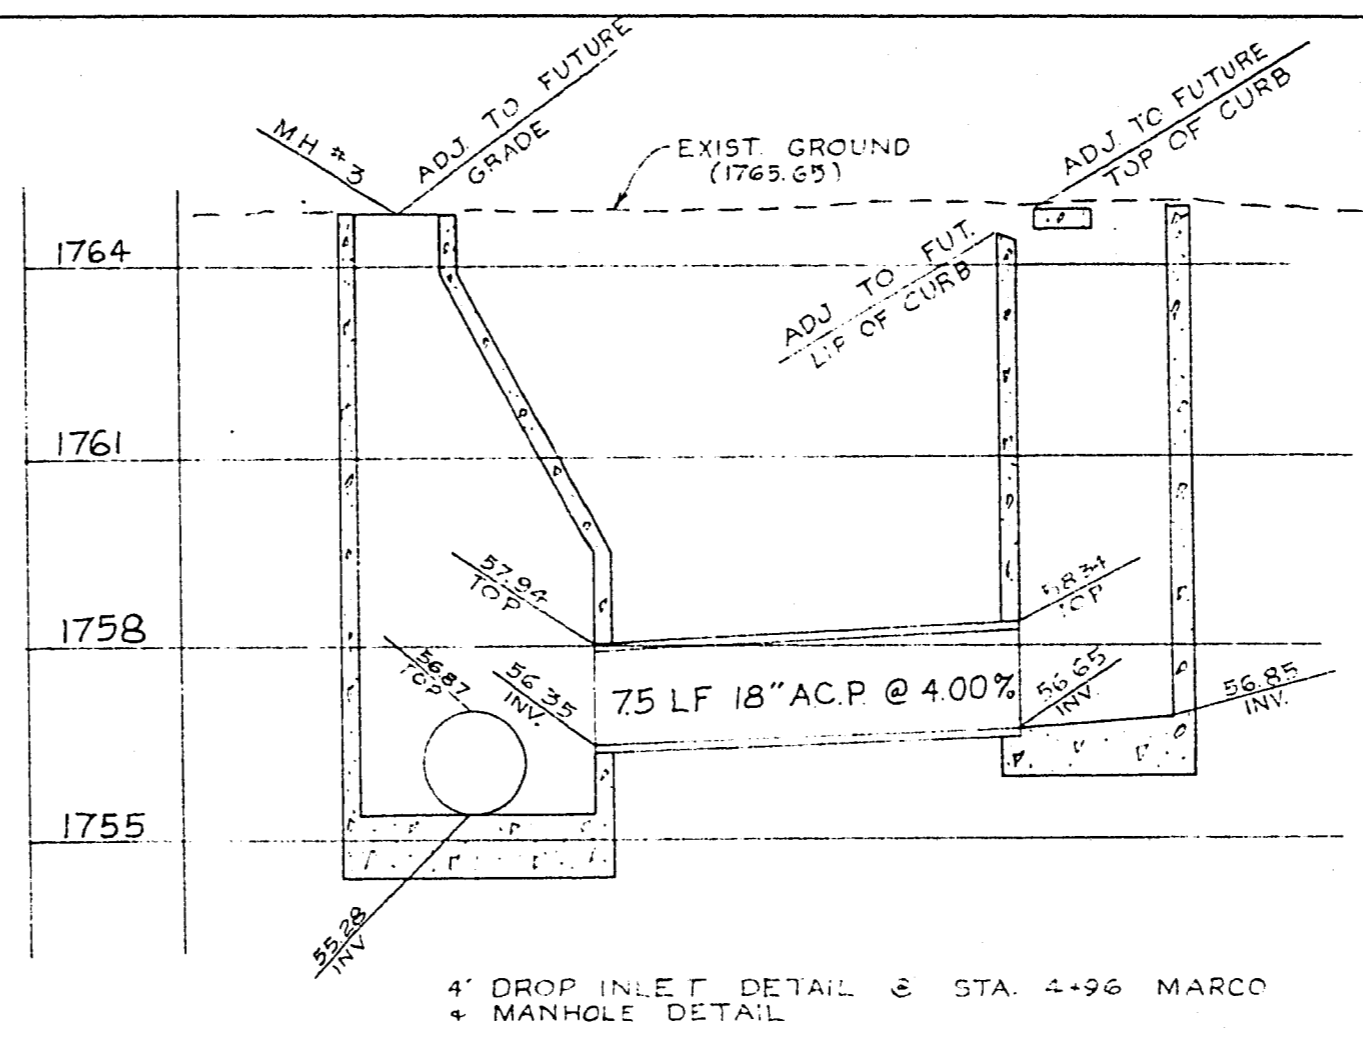 MH #3
ADJ. TO FUTURE
GRADE
EXIST. GROUND
(1765.65)
ADJ. TO FUTURE
TOP OF CURB
1764
ADJ TO FUT.
LIP OF CURB
1761
57.94
TOP
58.34
TOP
1758
56.87
TOP
56.35
INV.
7.5 LF 18" A.C.P. @ 4.00%
56.65
INV.
56.85
INV.
1755
55.28
INV
4' DROP INLET DETAIL @ STA. 4+96 MARCO
& MANHOLE DETAIL